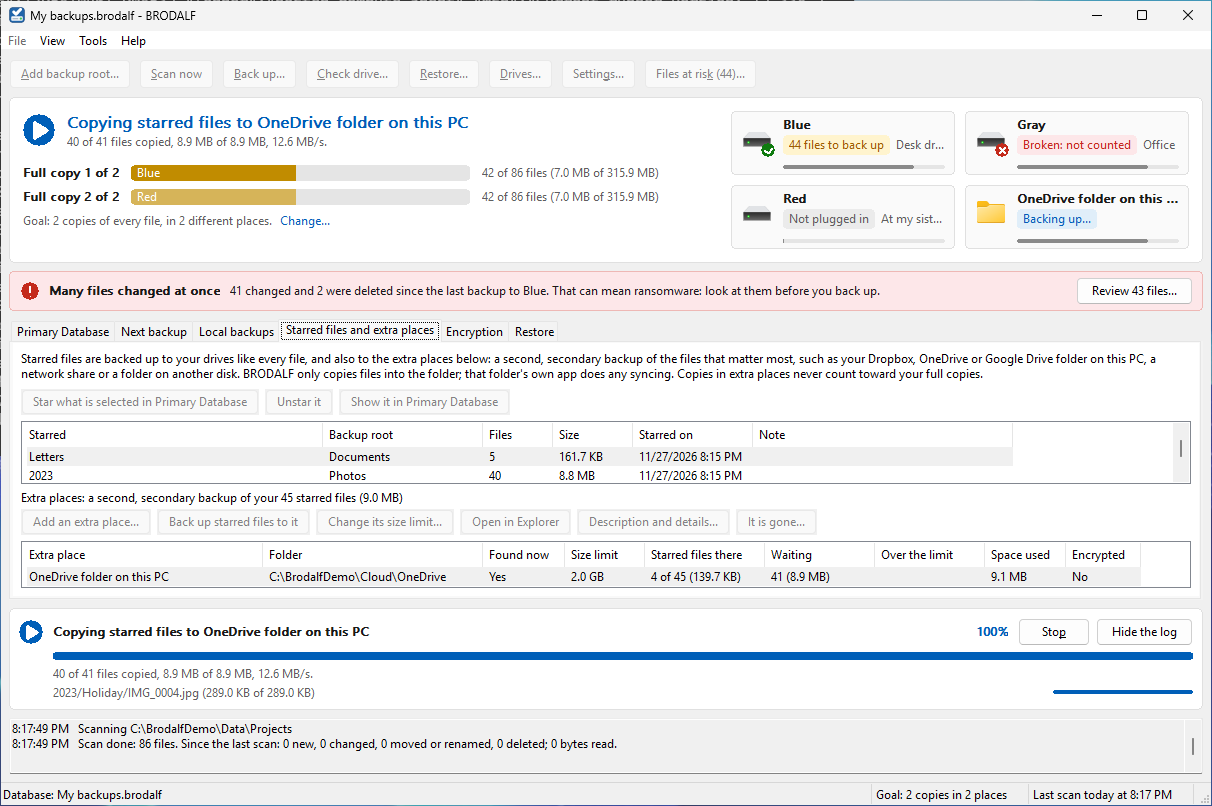 My backups.brodalf - BRODALF
File View Tools Help
Add backup root... Scan now Back up... Check drive... Restore... Drives... Settings... Files at risk (44)...
Copying starred files to OneDrive folder on this PC
40 of 41 files copied, 8.9 MB of 8.9 MB, 12.6 MB/s.
Full copy 1 of 2 Blue 42 of 86 files (7.0 MB of 315.9 MB)
Full copy 2 of 2 Red 42 of 86 files (7.0 MB of 315.9 MB)
Goal: 2 copies of every file, in 2 different places. Change...
Blue
44 files to back up Desk dr...
Gray
Broken: not counted Office
Red
Not plugged in At my sist...
OneDrive folder on this ...
Backing up...
Many files changed at once 41 changed and 2 were deleted since the last backup to Blue. That can mean ransomware: look at them before you back up. Review 43 files...
Primary Database Next backup Local backups Starred files and extra places Encryption Restore
Starred files are backed up to your drives like every file, and also to the extra places below: a second, secondary backup of the files that matter most, such as your Dropbox, OneDrive or Google Drive folder on this PC, a
network share or a folder on another disk. BRODALF only copies files into the folder; that folder's own app does any syncing. Copies in extra places never count toward your full copies.
Star what is selected in Primary Database Unstar it Show it in Primary Database
Starred Backup root Files Size Starred on Note
Letters Documents 5 161.7 KB 11/27/2026 8:15 PM
2023 Photos 40 8.8 MB 11/27/2026 8:15 PM
Extra places: a second, secondary backup of your 45 starred files (9.0 MB)
Add an extra place... Back up starred files to it Change its size limit... Open in Explorer Description and details... It is gone...
Extra place Folder Found now Size limit Starred files there Waiting Over the limit Space used Encrypted
OneDrive folder on this PC C:\BrodalfDemo\Cloud\OneDrive Yes 2.0 GB 4 of 45 (139.7 KB) 41 (8.9 MB) 9.1 MB No
Copying starred files to OneDrive folder on this PC 100% Stop Hide the log
40 of 41 files copied, 8.9 MB of 8.9 MB, 12.6 MB/s.
2023/Holiday/IMG_0004.jpg (289.0 KB of 289.0 KB)
8:17:49 PM Scanning C:\BrodalfDemo\Data\Projects
8:17:49 PM Scan done: 86 files. Since the last scan: 0 new, 0 changed, 0 moved or renamed, 0 deleted; 0 bytes read.
Database: My backups.brodalf Goal: 2 copies in 2 places Last scan today at 8:17 PM